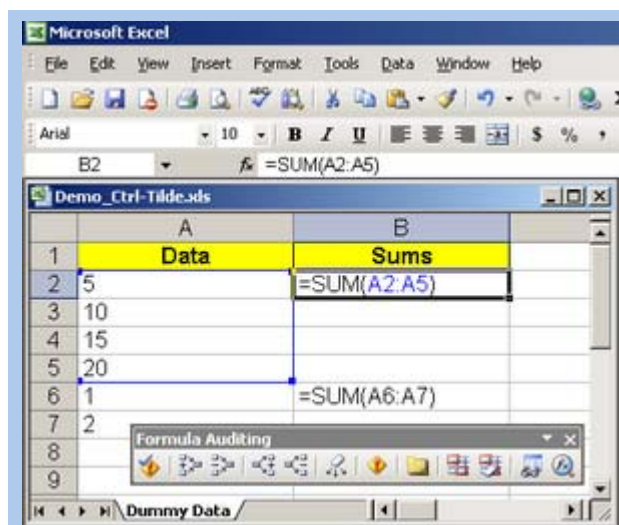 Microsoft Excel
File Edit View Insert Format Tools Data Window Help
Arial 10 B I U $ % ,
B2 fx =SUM(A2:A5)
Demo_Ctrl-Tilde.xls
A B
1 Data Sums
2 5 =SUM(A2:A5)
3 10
4 15
5 20
6 1 =SUM(A6:A7)
7 2
Formula Auditing
8
9
Dummy Data